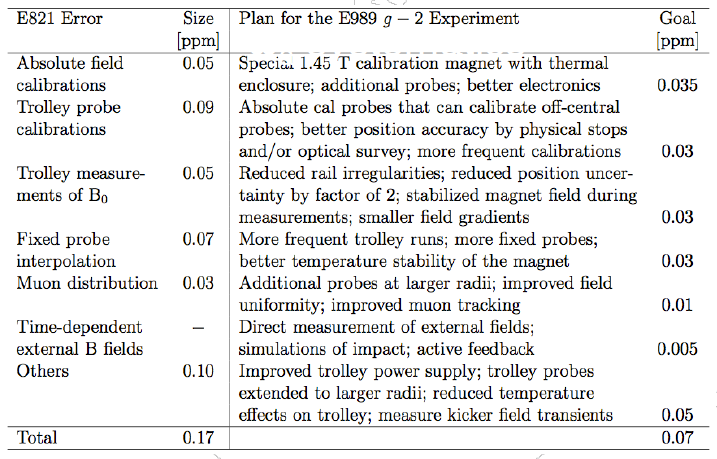 E821 Error Size Plan for the E989 g − 2 Experiment Goal
[ppm] [ppm]
Absolute field 0.05 Special 1.45 T calibration magnet with thermal
calibrations enclosure; additional probes; better electronics 0.035
Trolley probe 0.09 Absolute cal probes that can calibrate off-central
calibrations probes; better position accuracy by physical stops
and/or optical survey; more frequent calibrations 0.03
Trolley measure- 0.05 Reduced rail irregularities; reduced position uncer-
ments of B₀ tainty by factor of 2; stabilized magnet field during
measurements; smaller field gradients 0.03
Fixed probe 0.07 More frequent trolley runs; more fixed probes;
interpolation better temperature stability of the magnet 0.03
Muon distribution 0.03 Additional probes at larger radii; improved field
uniformity; improved muon tracking 0.01
Time-dependent – Direct measurement of external fields;
external B fields simulations of impact; active feedback 0.005
Others 0.10 Improved trolley power supply; trolley probes
extended to larger radii; reduced temperature
effects on trolley; measure kicker field transients 0.05
Total 0.17 0.07